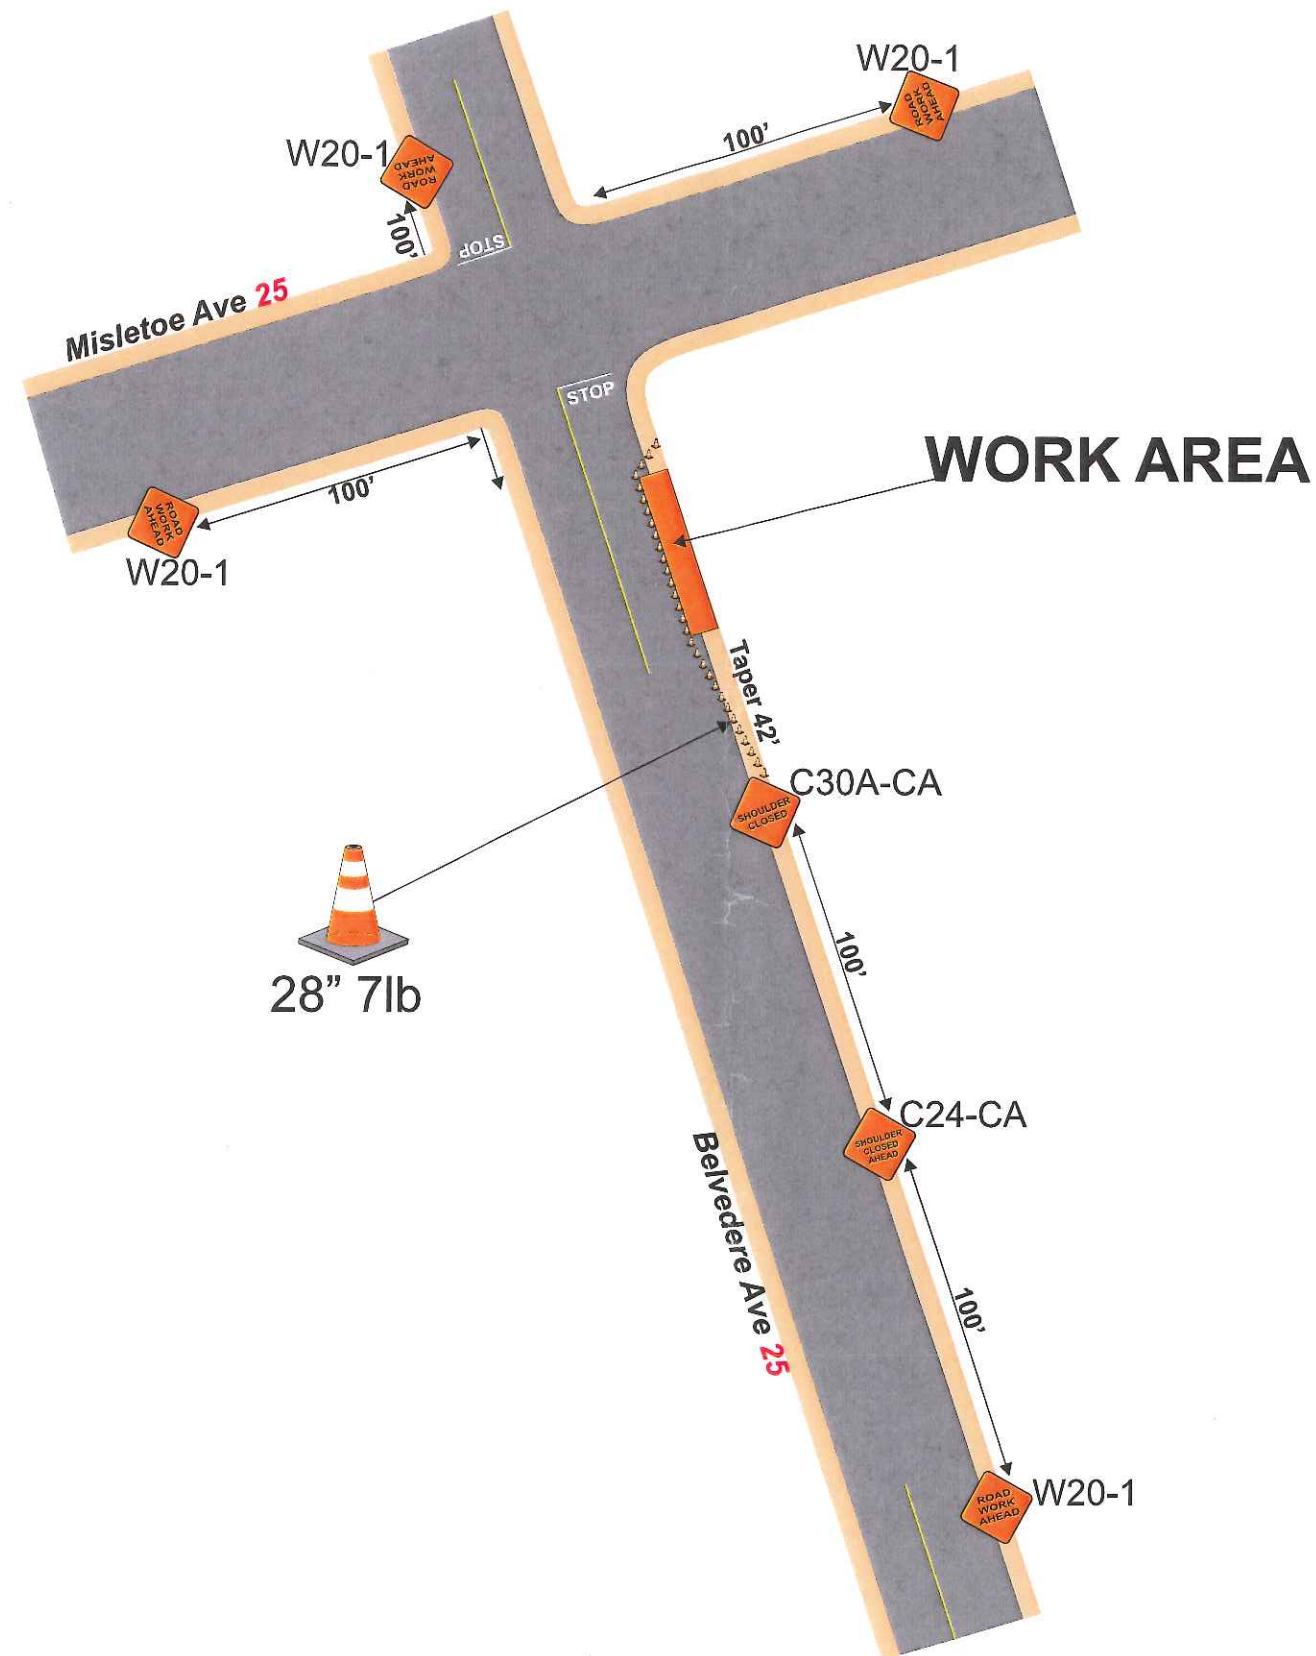 W20-1
ROAD
WORK
AHEAD
100’
W20-1
ROAD
WORK
AHEAD
100’
STOP
Misletoe Ave 25
STOP
WORK AREA
100’
ROAD
WORK
AHEAD
W20-1
Taper 42’
C30A-CA
SHOULDER
CLOSED
28” 7lb
100’
C24-CA
SHOULDER
CLOSED
AHEAD
Belvedere Ave 25
100’
W20-1
ROAD
WORK
AHEAD